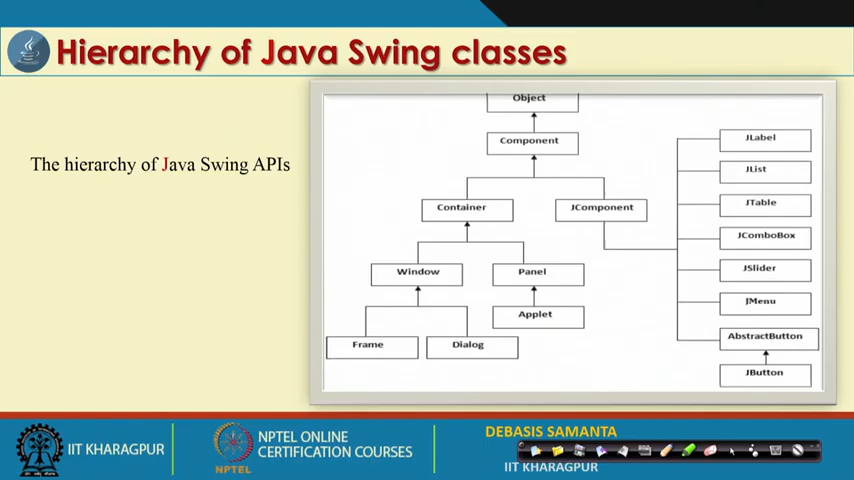 Hierarchy of Java Swing classes
The hierarchy of Java Swing APIs
Object
Component
Container
JComponent
Window
Panel
Applet
Frame
Dialog
JLabel
JList
JTable
JComboBox
JSlider
JMenu
AbstractButton
JButton
IIT KHARAGPUR
NPTEL
NPTEL ONLINE
CERTIFICATION COURSES
DEBASIS SAMANTA
IIT KHARAGPUR